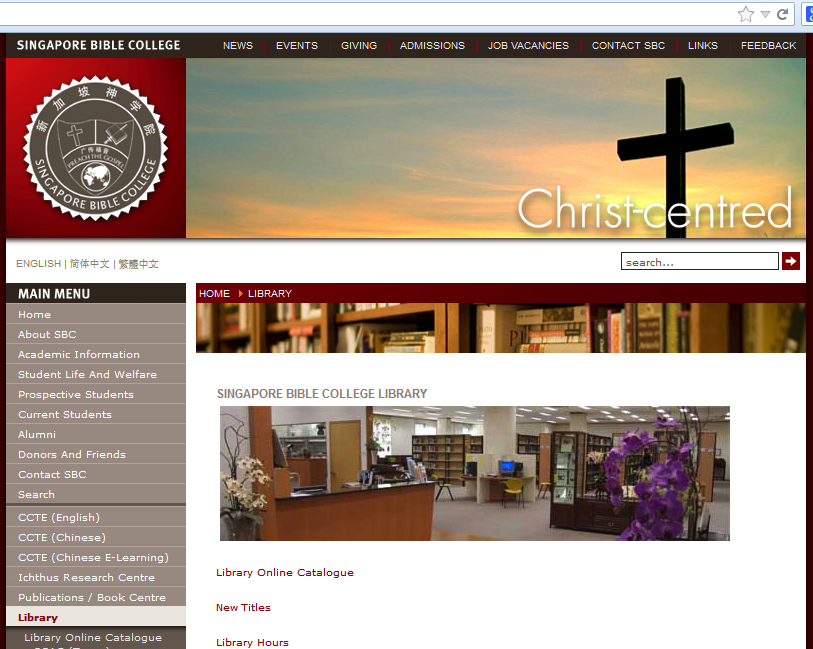 SINGAPORE BIBLE COLLEGE
NEWS EVENTS GIVING ADMISSIONS JOB VACANCIES CONTACT SBC LINKS FEEDBACK
新加坡神学院
广传福音
PREACH THE GOSPEL
SINGAPORE BIBLE COLLEGE
Christ-centred
ENGLISH | 简体中文 | 繁體中文
search...
MAIN MENU
Home
About SBC
Academic Information
Student Life And Welfare
Prospective Students
Current Students
Alumni
Donors And Friends
Contact SBC
Search
CCTE (English)
CCTE (Chinese)
CCTE (Chinese E-Learning)
Ichthus Research Centre
Publications / Book Centre
Library
Library Online Catalogue
HOME LIBRARY
SINGAPORE BIBLE COLLEGE LIBRARY
Library Online Catalogue
New Titles
Library Hours